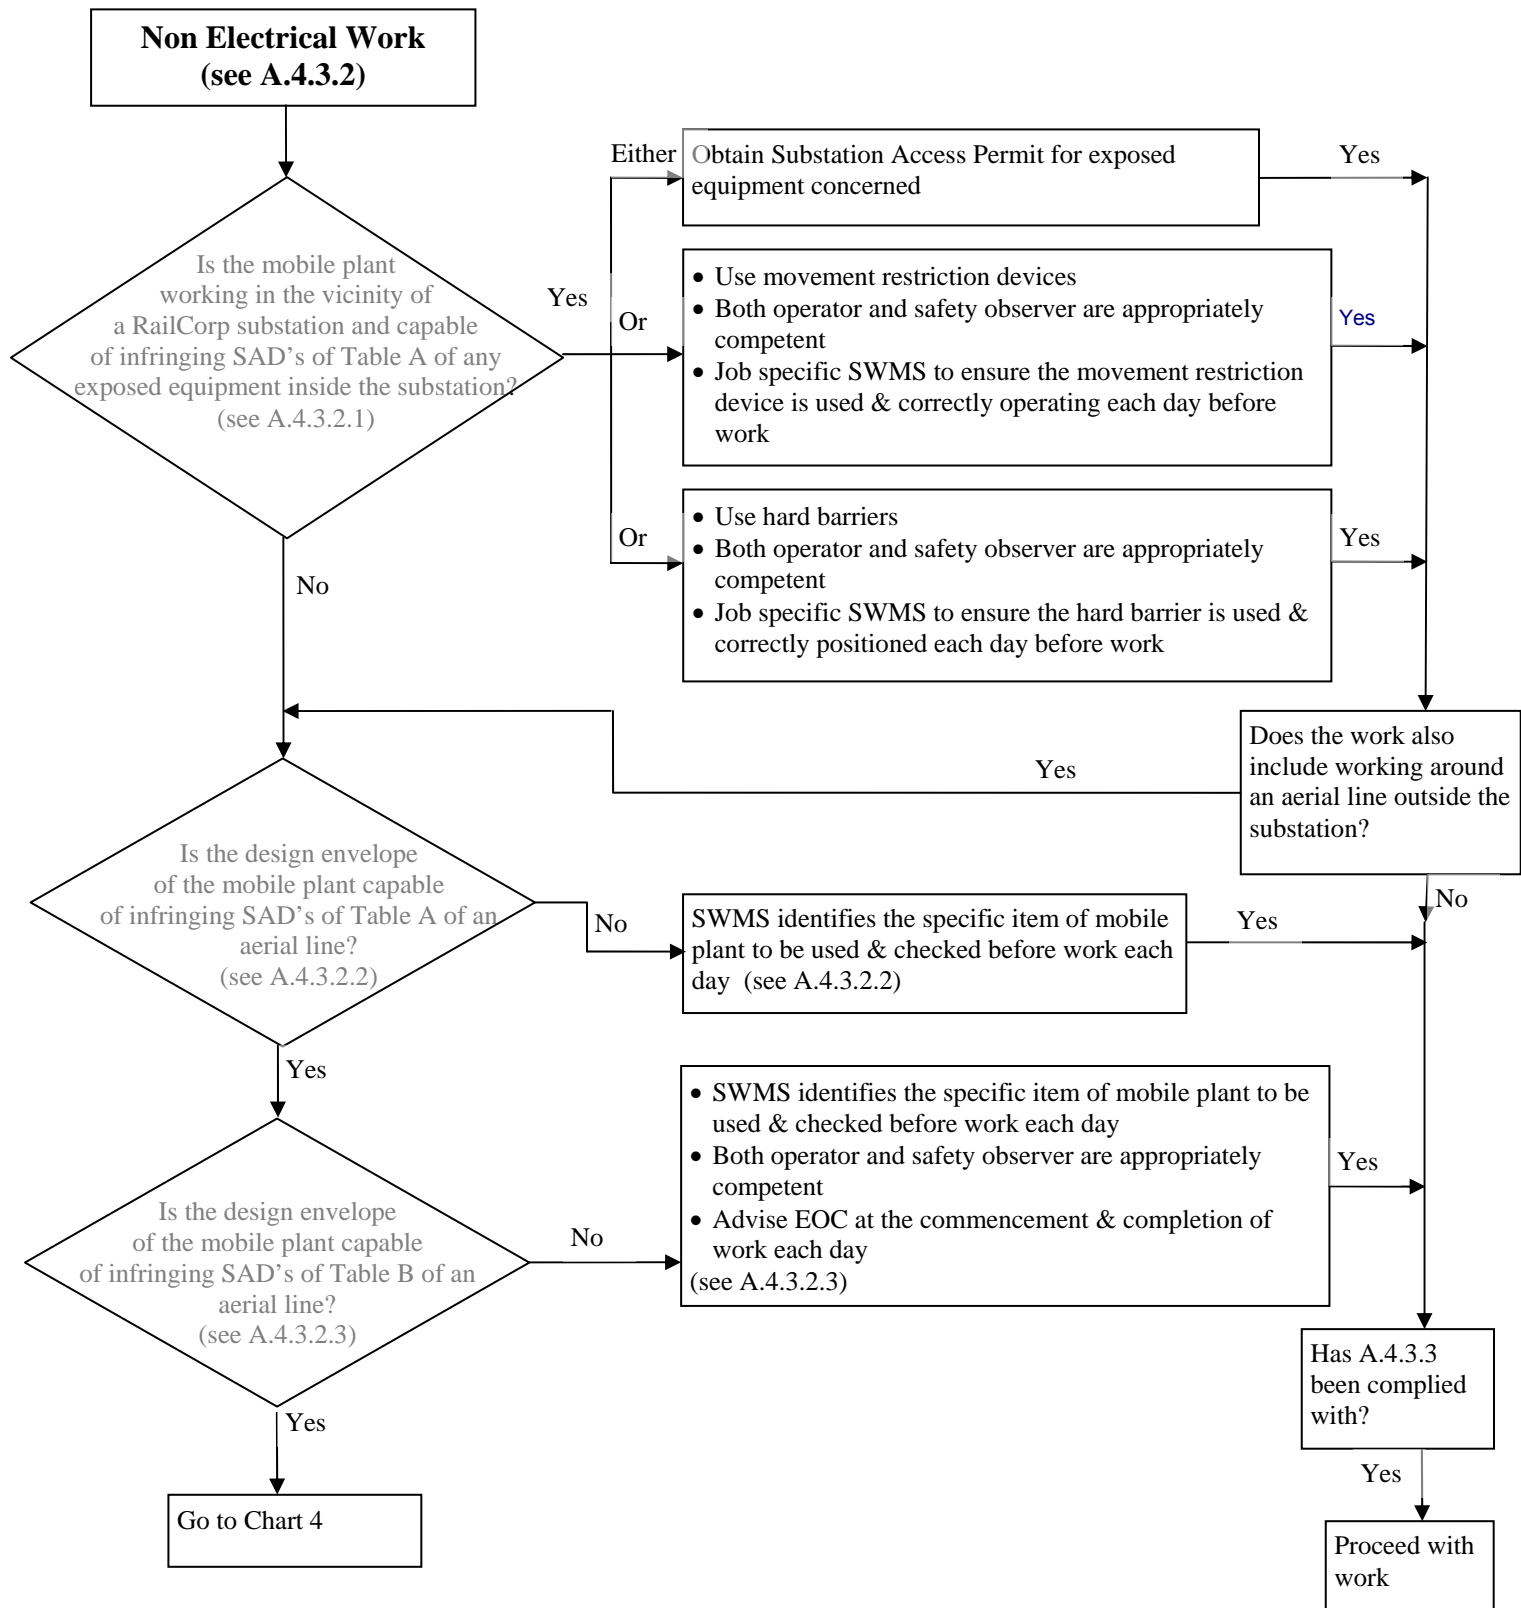 Non Electrical Work
(see A.4.3.2)
Is the mobile plant
working in the vicinity of
a RailCorp substation and capable
of infringing SAD's of Table A of any
exposed equipment inside the substation?
(see A.4.3.2.1)
Yes
No
Either
Obtain Substation Access Permit for exposed
equipment concerned
Yes
Or
• Use movement restriction devices
• Both operator and safety observer are appropriately
competent
• Job specific SWMS to ensure the movement restriction
device is used & correctly operating each day before
work
Yes
Or
• Use hard barriers
• Both operator and safety observer are appropriately
competent
• Job specific SWMS to ensure the hard barrier is used &
correctly positioned each day before work
Yes
Does the work also
include working around
an aerial line outside the
substation?
Yes
No
Is the design envelope
of the mobile plant capable
of infringing SAD's of Table A of an
aerial line?
(see A.4.3.2.2)
No
SWMS identifies the specific item of mobile
plant to be used & checked before work each
day (see A.4.3.2.2)
Yes
Yes
Is the design envelope
of the mobile plant capable
of infringing SAD's of Table B of an
aerial line?
(see A.4.3.2.3)
No
• SWMS identifies the specific item of mobile plant to be
used & checked before work each day
• Both operator and safety observer are appropriately
competent
• Advise EOC at the commencement & completion of
work each day
(see A.4.3.2.3)
Yes
Yes
Go to Chart 4
Has A.4.3.3
been complied
with?
Yes
Proceed with
work